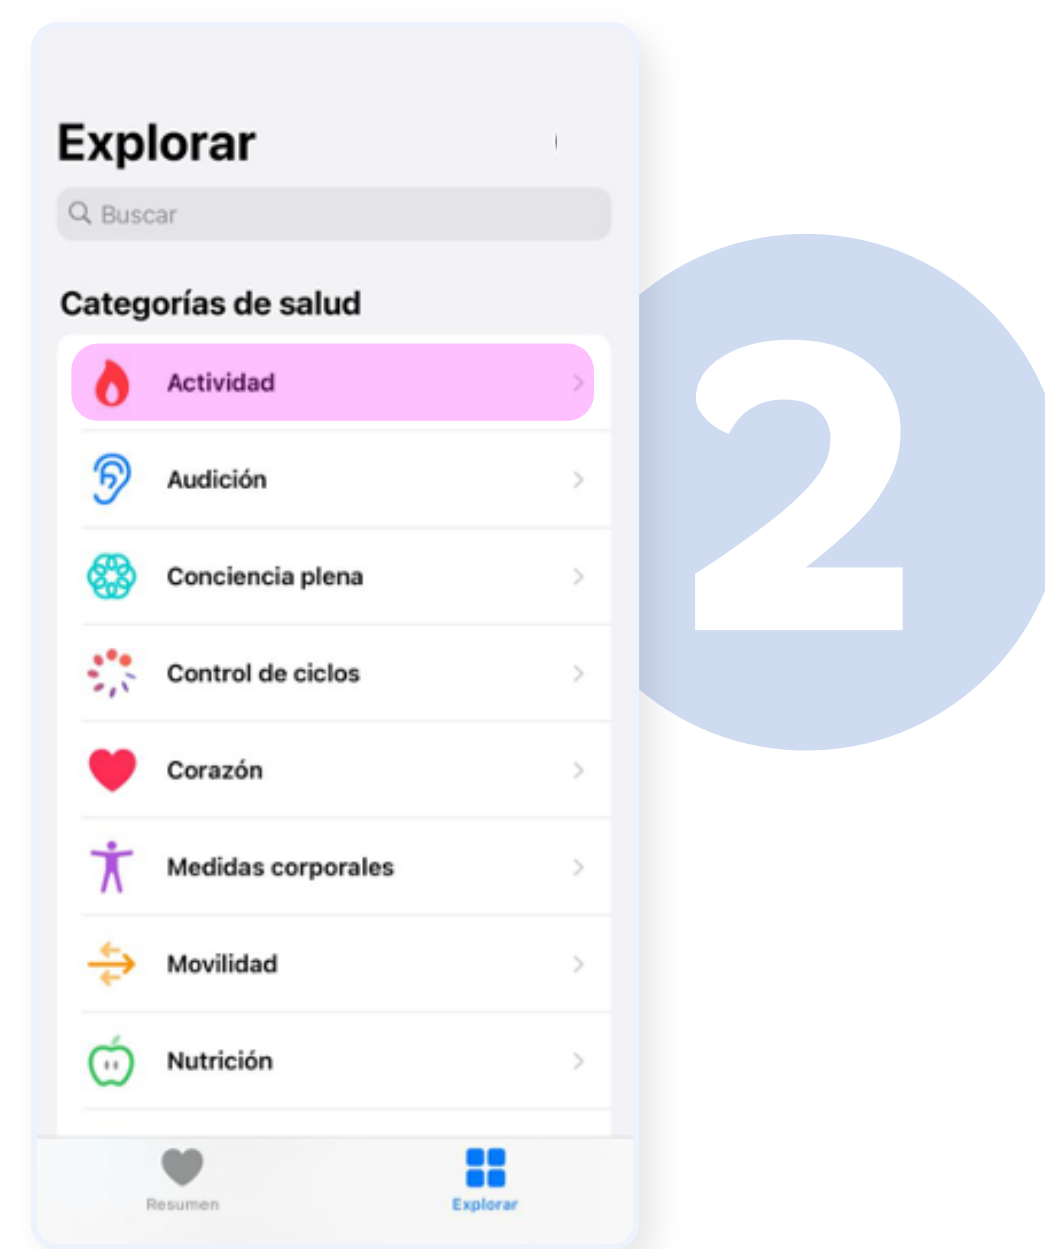 Explorar
Buscar
Categorías de salud
Actividad
Audición
Conciencia plena
Control de ciclos
Corazón
Medidas corporales
Movilidad
Nutrición
Resumen
Explorar
2